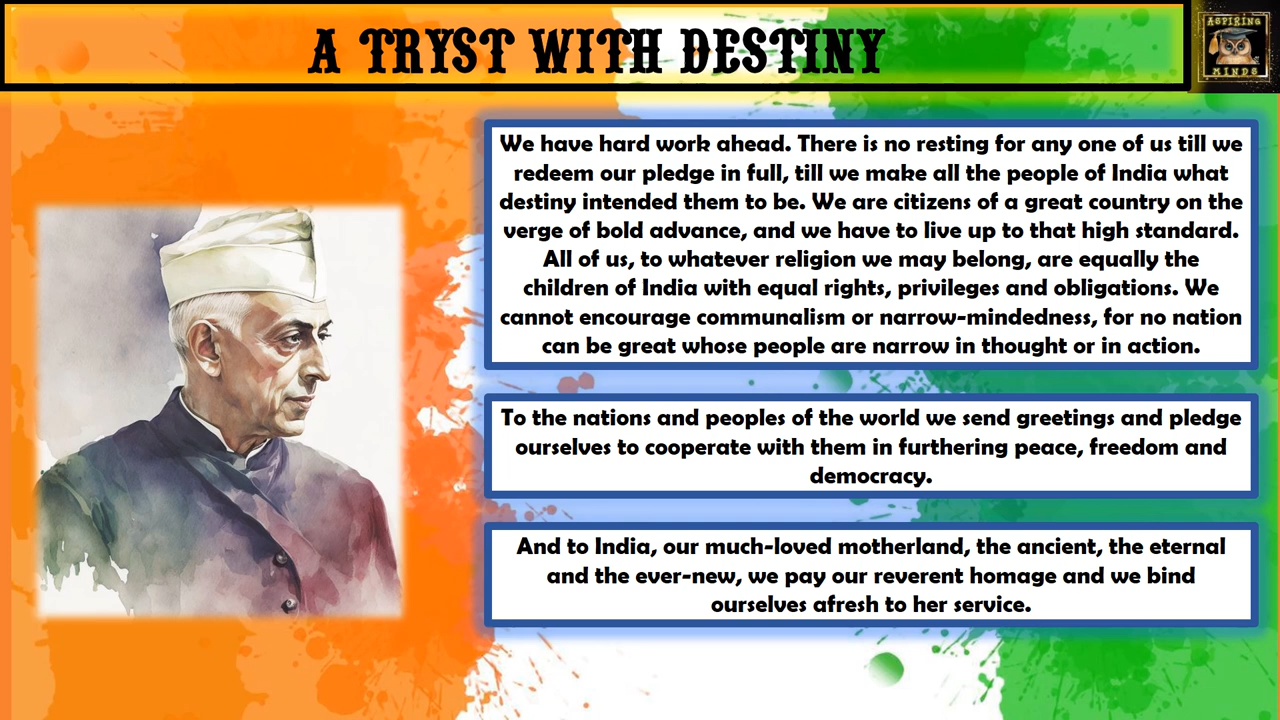 A TRYST WITH DESTINY
ASPIRING
MINDS
We have hard work ahead. There is no resting for any one of us till we
redeem our pledge in full, till we make all the people of India what
destiny intended them to be. We are citizens of a great country on the
verge of bold advance, and we have to live up to that high standard.
All of us, to whatever religion we may belong, are equally the
children of India with equal rights, privileges and obligations. We
cannot encourage communalism or narrow-mindedness, for no nation
can be great whose people are narrow in thought or in action.
To the nations and peoples of the world we send greetings and pledge
ourselves to cooperate with them in furthering peace, freedom and
democracy.
And to India, our much-loved motherland, the ancient, the eternal
and the ever-new, we pay our reverent homage and we bind
ourselves afresh to her service.